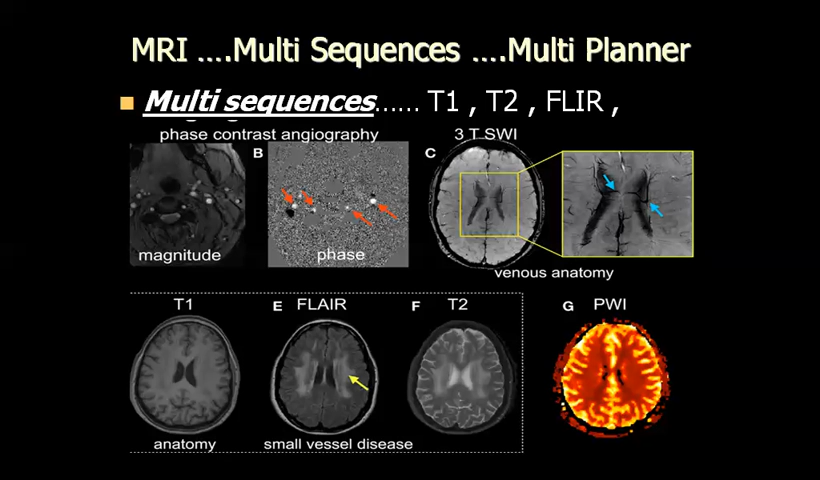 MRI ....Multi Sequences ....Multi Planner
Multi sequences...... T1 , T2 , FLIR ,
phase contrast angiography
3 T SWI
B
C
magnitude
phase
venous anatomy
T1
E
FLAIR
F
T2
G
PWI
anatomy
small vessel disease